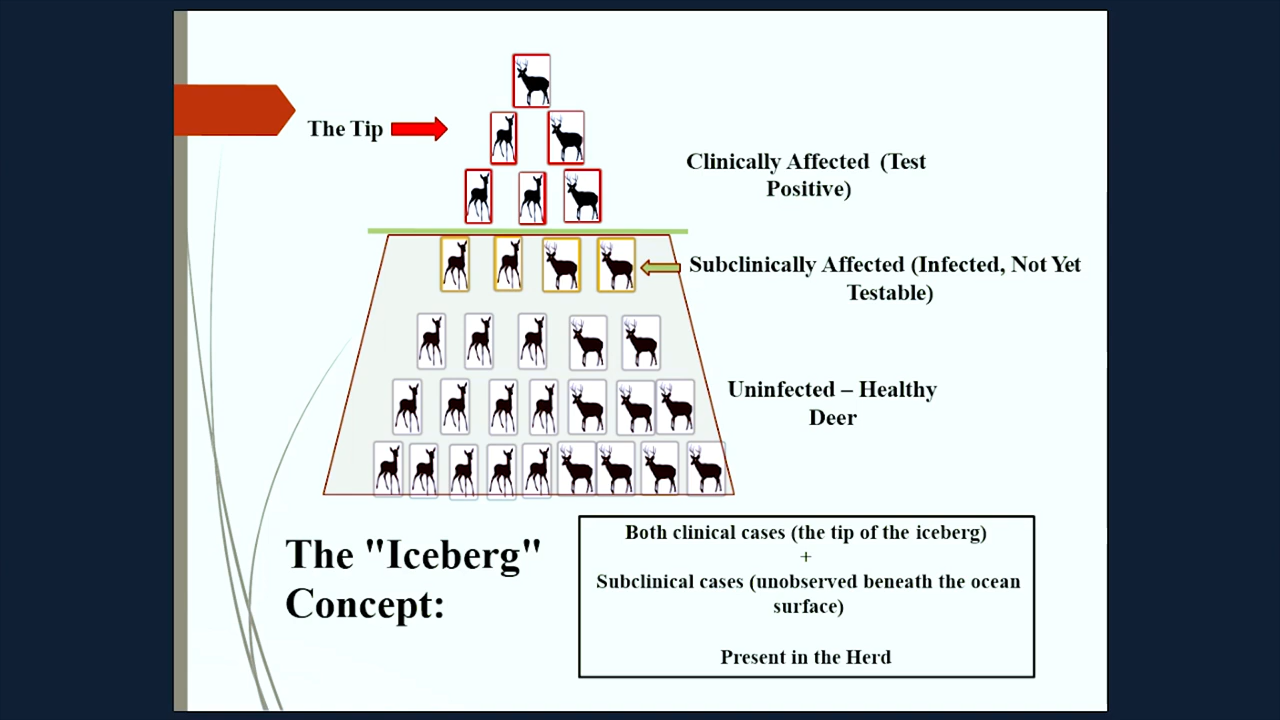 The Tip
Clinically Affected (Test
Positive)
Subclinically Affected (Infected, Not Yet
Testable)
Uninfected – Healthy
Deer
The "Iceberg"
Concept:
Both clinical cases (the tip of the iceberg)
+
Subclinical cases (unobserved beneath the ocean
surface)
Present in the Herd